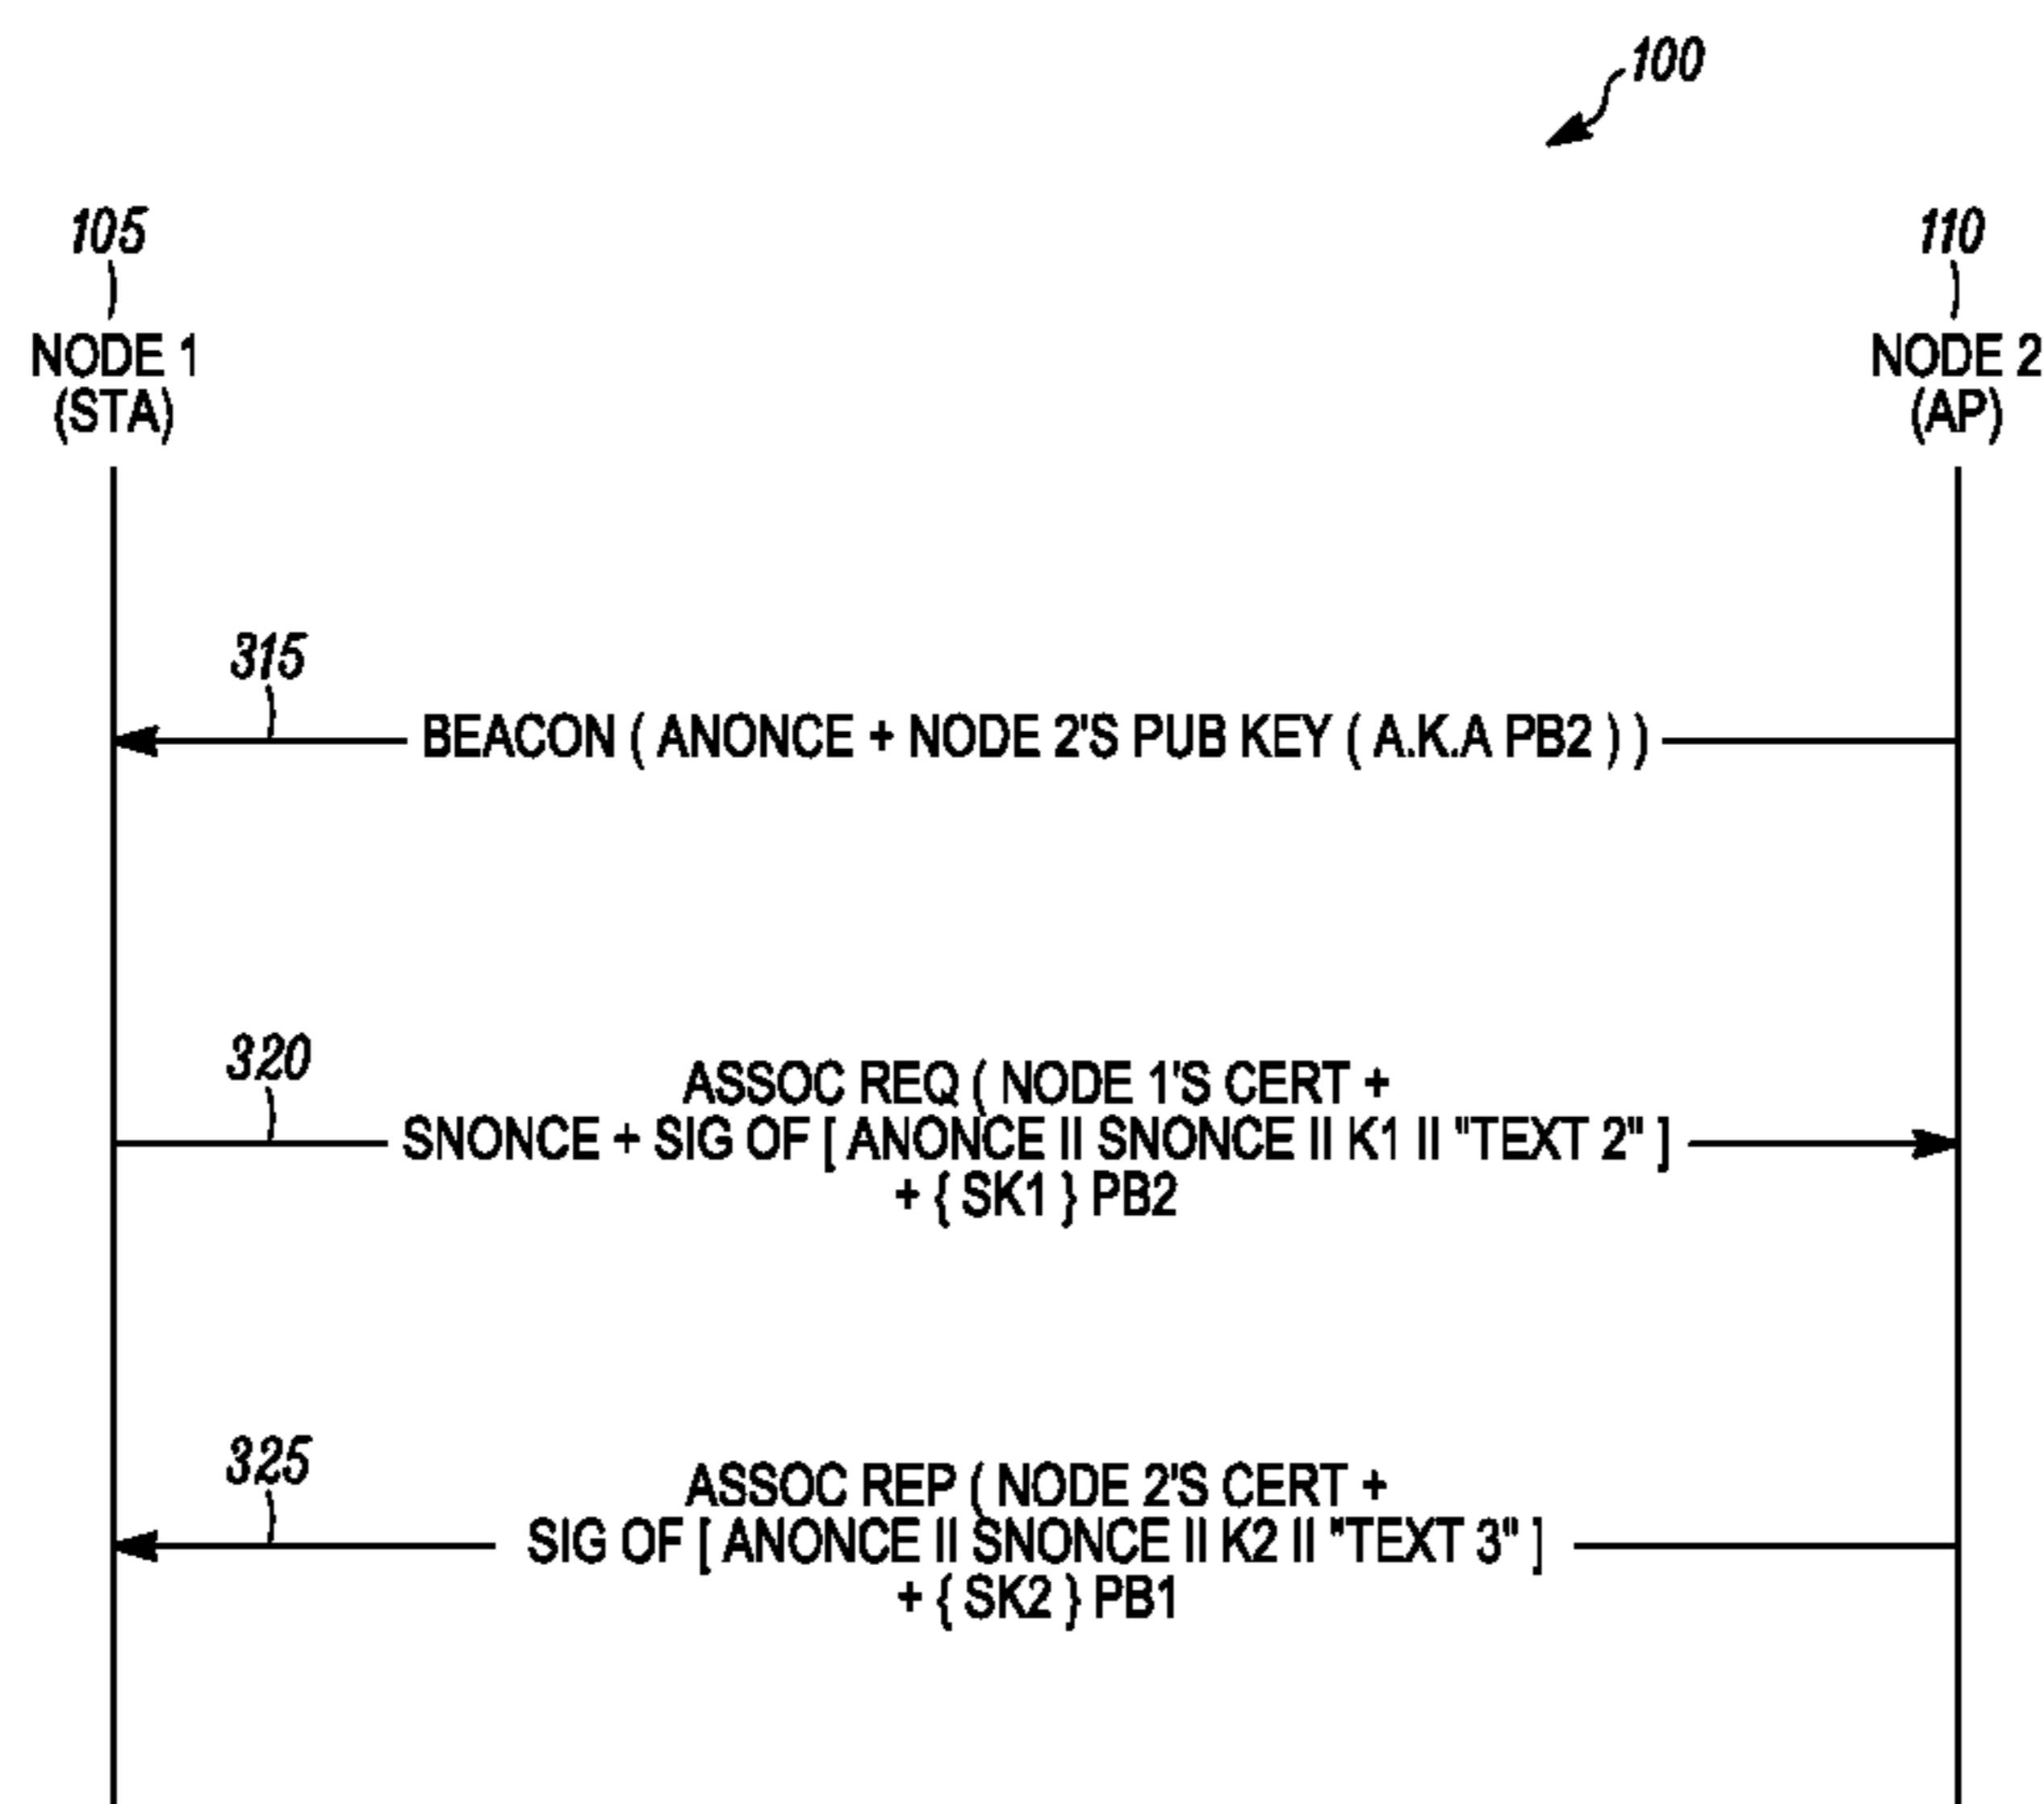 100
105
110
NODE 1
(STA)
NODE 2
(AP)
315
BEACON ( ANONCE + NODE 2'S PUB KEY ( A.K.A PB2 ) )
320
ASSOC REQ ( NODE 1'S CERT +
SNONCE + SIG OF [ ANONCE II SNONCE II K1 II "TEXT 2" ]
+ { SK1 } PB2
325
ASSOC REP ( NODE 2'S CERT +
SIG OF [ ANONCE II SNONCE II K2 II "TEXT 3" ]
+ { SK2 } PB1